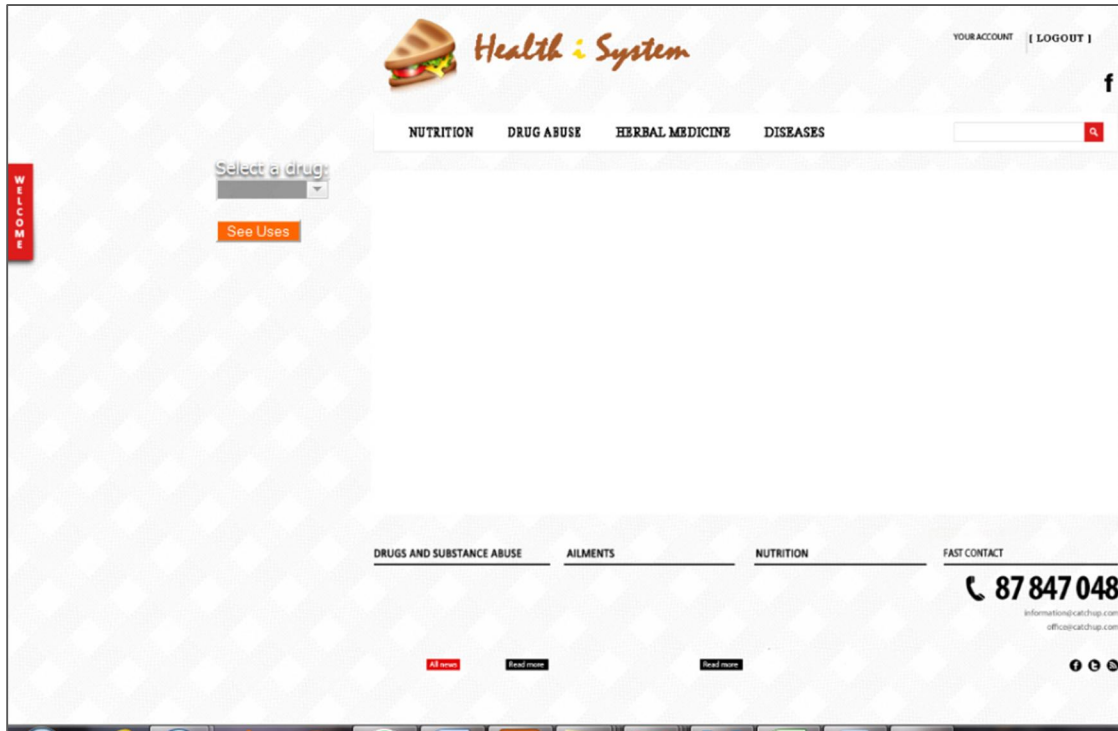 Health i System
YOUR ACCOUNT
[ LOGOUT ]
f
NUTRITION DRUG ABUSE HERBAL MEDICINE DISEASES
WELCOME
Select a drug:
See Uses
DRUGS AND SUBSTANCE ABUSE
AILMENTS
NUTRITION
FAST CONTACT
87 847 048
information@catchup.com
office@catchup.com
All news
Read more
Read more